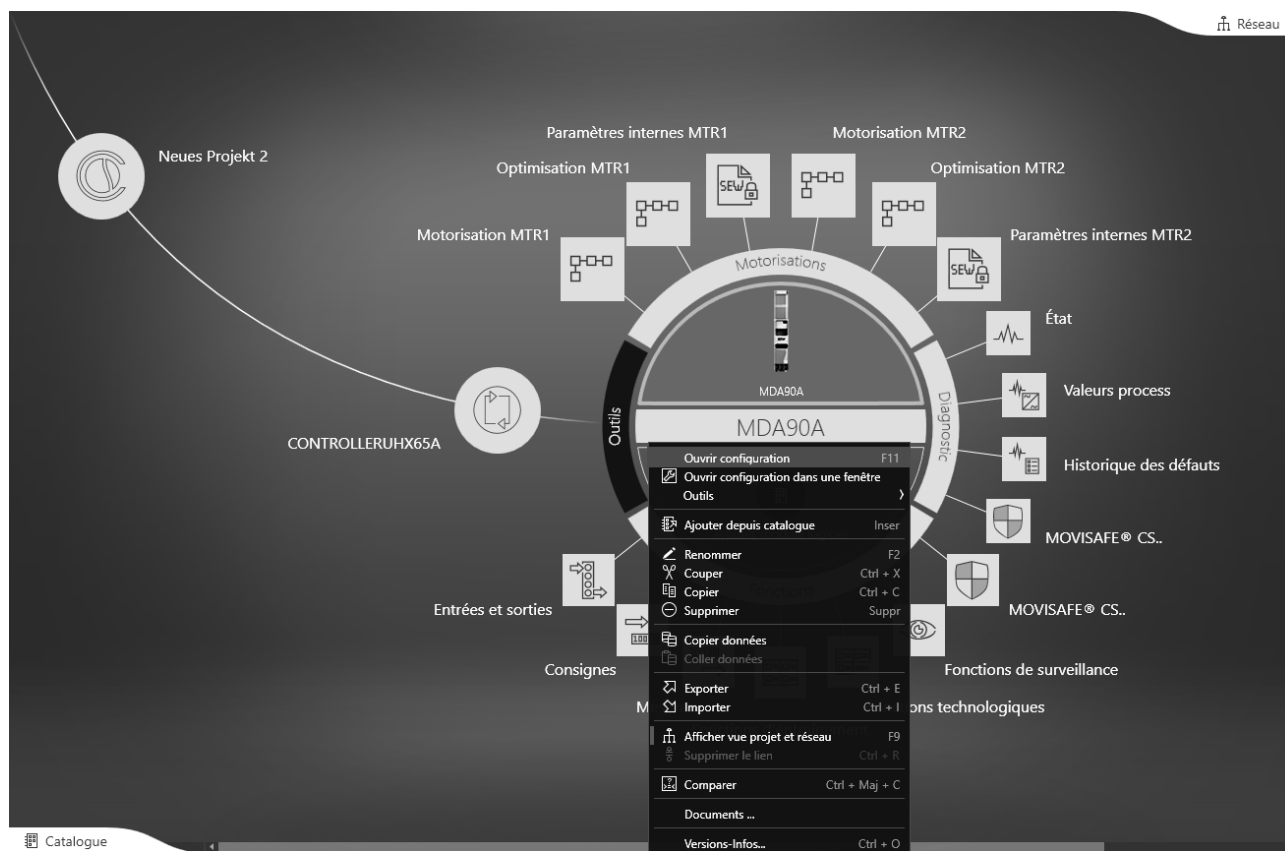 Réseau
Neues Projekt 2
Paramètres internes MTR1
Motorisation MTR2
Optimisation MTR1
Optimisation MTR2
SEW
Motorisation MTR1
Paramètres internes MTR2
Motorisations
SEW
État
MDA90A
Valeurs process
Outils
Diagnostic
MDA90A
CONTROLLERUHX65A
Ouvrir configuration F11
Ouvrir configuration dans une fenêtre
Outils
Historique des défauts
Ajouter depuis catalogue Inser
MOVISAFE® CS..
Renommer F2
Couper Ctrl + X
Copier Ctrl + C
Supprimer Suppr
Entrées et sorties
MOVISAFE® CS..
100
Copier données
Coller données
Consignes
Fonctions de surveillance
Exporter Ctrl + E
Importer Ctrl + I
M
ons technologiques
Afficher vue projet et réseau F9
Supprimer le lien Ctrl + R
Comparer Ctrl + Maj + C
Documents ...
Versions-Infos... Ctrl + O
Catalogue